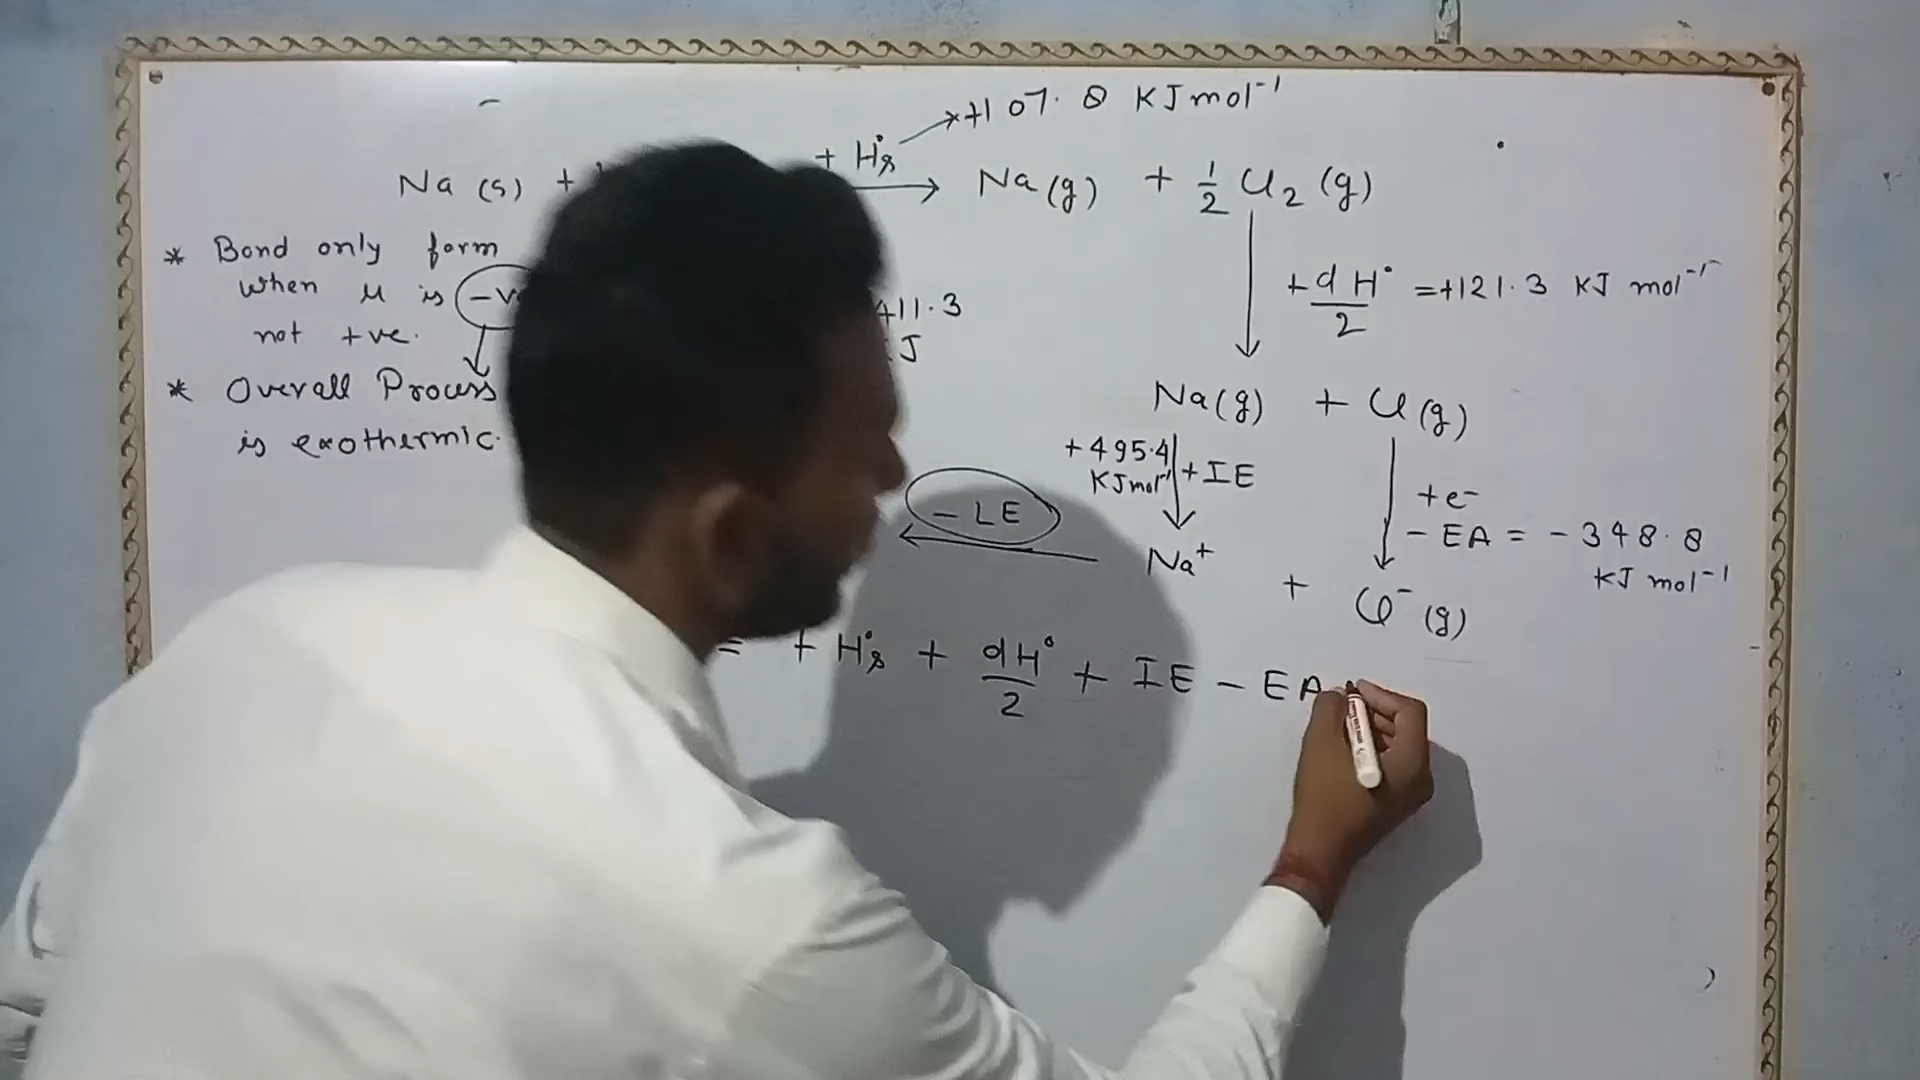 +107.8 KJ mol⁻¹
Na (s) + + H°s → Na (g) + 1/2 Cl2 (g)
* Bond only form
when μ is -v
not +ve.
* Overall Process
is exothermic.
411.3
J
+ dH°/2 = +121.3 KJ mol⁻¹
Na (g) + Cl (g)
+495.4
KJ mol⁻¹
+ IE
+ e⁻
- EA = - 348.8
KJ mol⁻¹
- LE
Na⁺ + Cl⁻ (g)
= + H°s + dH°/2 + IE - EA